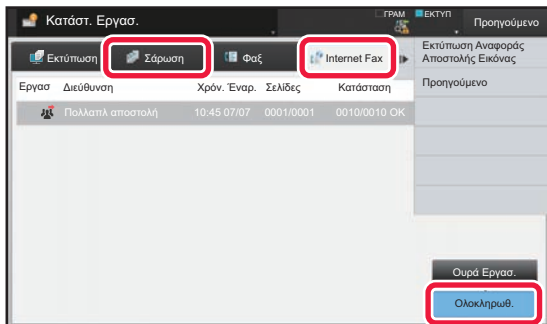 Κατάστ. Εργασ.
ΓΡΑΜ
ΕΚΤΥΠ
Προηγούμενο
Εκτύπωση
Σάρωση
Φαξ
Internet Fax
Εκτύπωση Αναφοράς
Αποστολής Εικόνας
Εργασ Διεύθυνση Χρόν. Έναρ. Σελίδες Κατάσταση
Προηγούμενο
Πολλαπλ αποστολή 10:45 07/07 0001/0001 0010/0010 OK
Ουρά Εργασ.
Ολοκληρωθ.